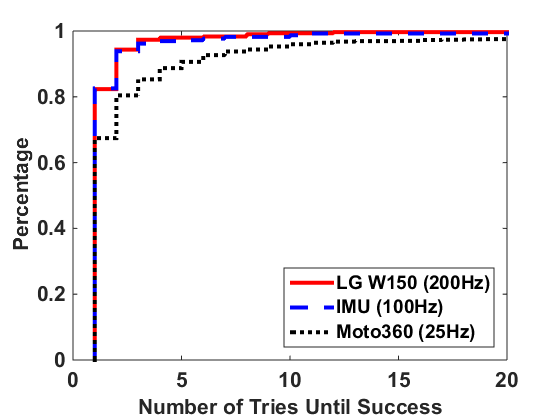 1
0.8
0.6
0.4
0.2
0
Percentage
LG W150 (200Hz)
IMU (100Hz)
Moto360 (25Hz)
0 5 10 15 20
Number of Tries Until Success